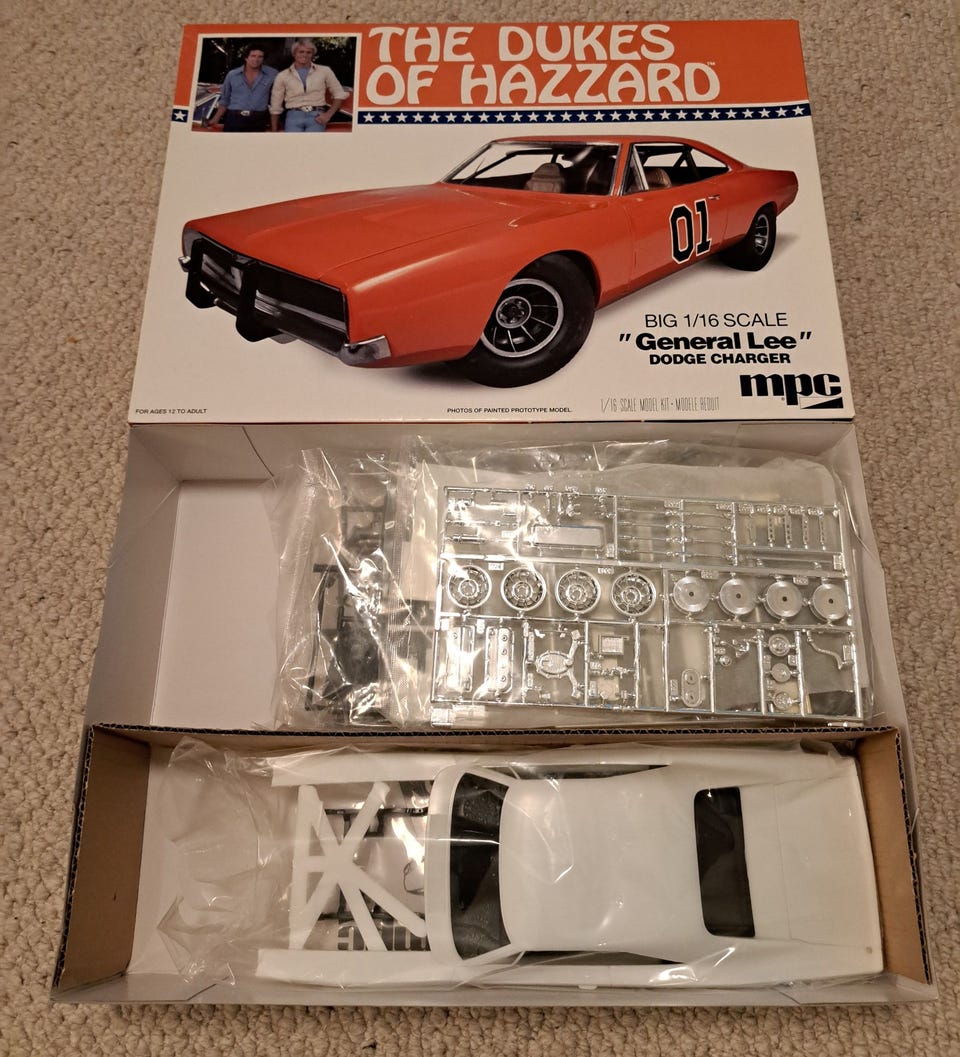 THE DUKES
OF HAZZARD™
01
BIG 1/16 SCALE
"General Lee"
DODGE CHARGER
mpc®
FOR AGES 12 TO ADULT
PHOTOS OF PAINTED PROTOTYPE MODEL
1/16 SCALE MODEL KIT • MODELE REDUIT